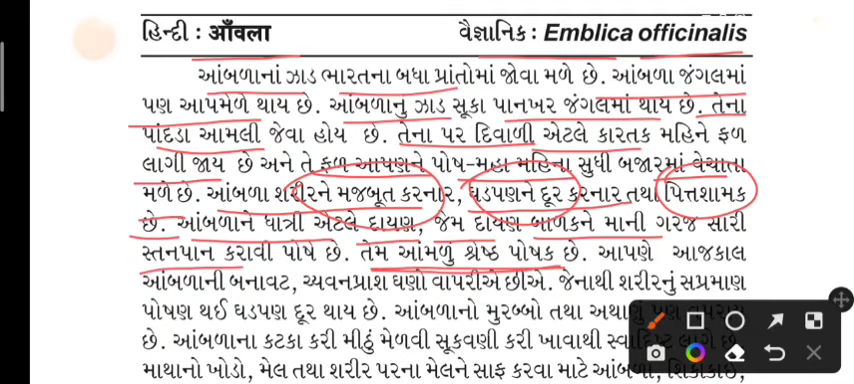 હિન્દી : आँवला વૈજ્ઞાનિક : Emblica officinalis
આંબળાનાં ઝાડ ભારતના બધા પ્રાંતોમાં જોવા મળે છે. આંબળા જંગલમાં
પણ આપમેળે થાય છે. આંબળાનુ ઝાડ સૂકા પાનખર જંગલમાં થાય છે. તેના
પાંદડા આમલી જેવા હોય છે. તેના પર દિવાળી એટલે કારતક મહિને ફળ
લાગી જાય છે અને તે ફળ આપણને પોષ-મહા મહિના સુધી બજારમાં વેચાતા
મળે છે. આંબળા શરીરને મજબૂત કરનાર, ઘડપણને દૂર કરનાર તથા પિત્તશામક
છે. આંબળાને ધાત્રી એટલે દાયણ, જેમ દાયણ બાળકને માની ગરજ સારી
સ્તનપાન કરાવી પોષે છે. તેમ આંમળું શ્રેષ્ઠ પોષક છે. આપણે આજકાલ
આંબળાની બનાવટ, ચ્યવનપ્રાશ ઘણો વાપરીએ છીએ. જેનાથી શરીરનું સપ્રમાણ
પોષણ થઈ ઘડપણ દૂર થાય છે. આંબળાનો મુરબ્બો તથા અથાણું પણ
છે. આંબળાના કટકા કરી મીઠું મેળવી સૂકવણી કરી ખાવાથી સ્વાદિષ્ટ લાગે છે.
માથાનો ખોડો, મેલ તથા શરીર પરના મેલને સાફ કરવા માટે આંબળા, શિકાકાઈ,